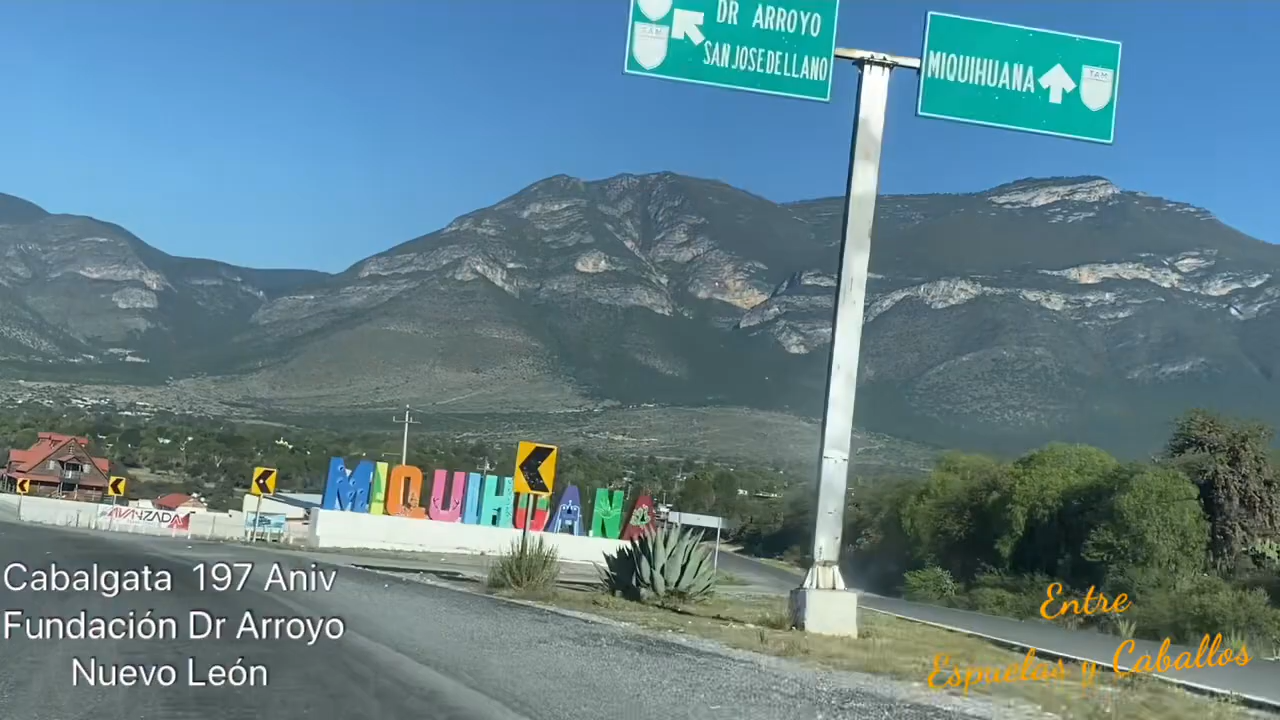 DR ARROYO
SAN JOSE DEL LLANO
TAM
MIQUIHUANA
TAM
MIQUIHUANA
AVANZADA
Cabalgata 197 Aniv
Fundación Dr Arroyo
Nuevo León
Entre
Espuelas y Caballos